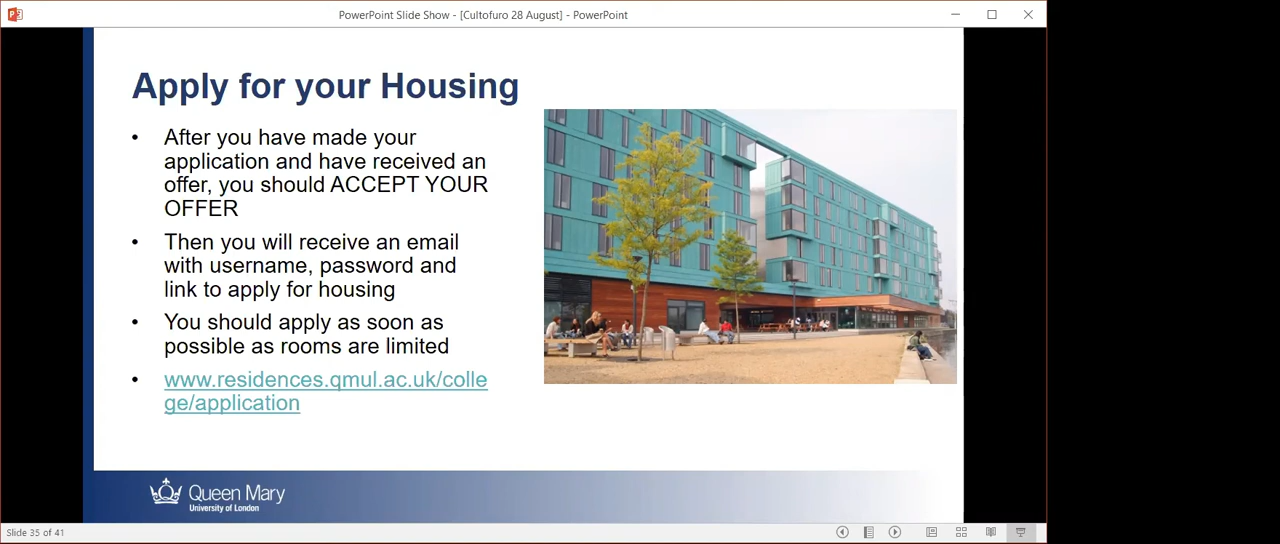 PowerPoint Slide Show - [Cultofuro 28 August] - PowerPoint
Apply for your Housing
• After you have made your
application and have received an
offer, you should ACCEPT YOUR
OFFER
• Then you will receive an email
with username, password and
link to apply for housing
• You should apply as soon as
possible as rooms are limited
• www.residences.qmul.ac.uk/colle
ge/application
Queen Mary
University of London
Slide 35 of 41